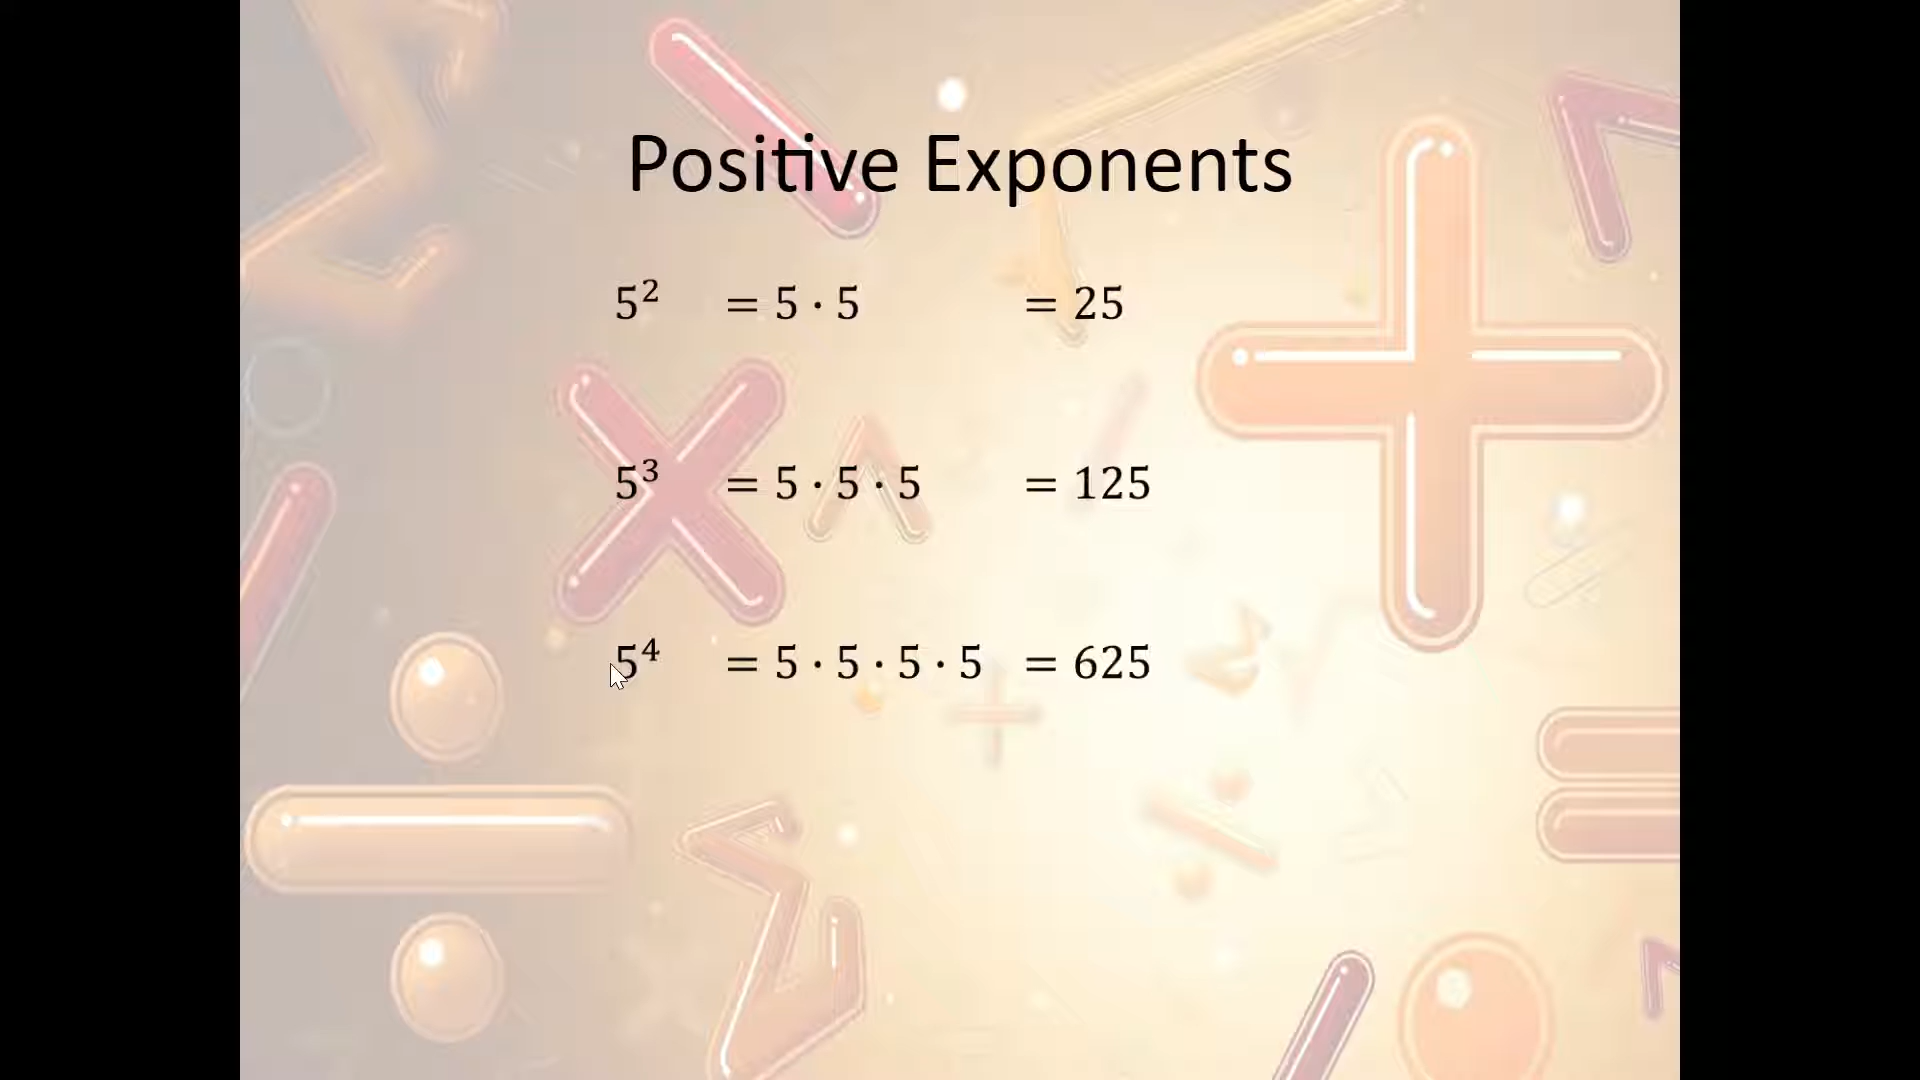 Positive Exponents
5² = 5 · 5 = 25
5³ = 5 · 5 · 5 = 125
5⁴ = 5 · 5 · 5 · 5 = 625